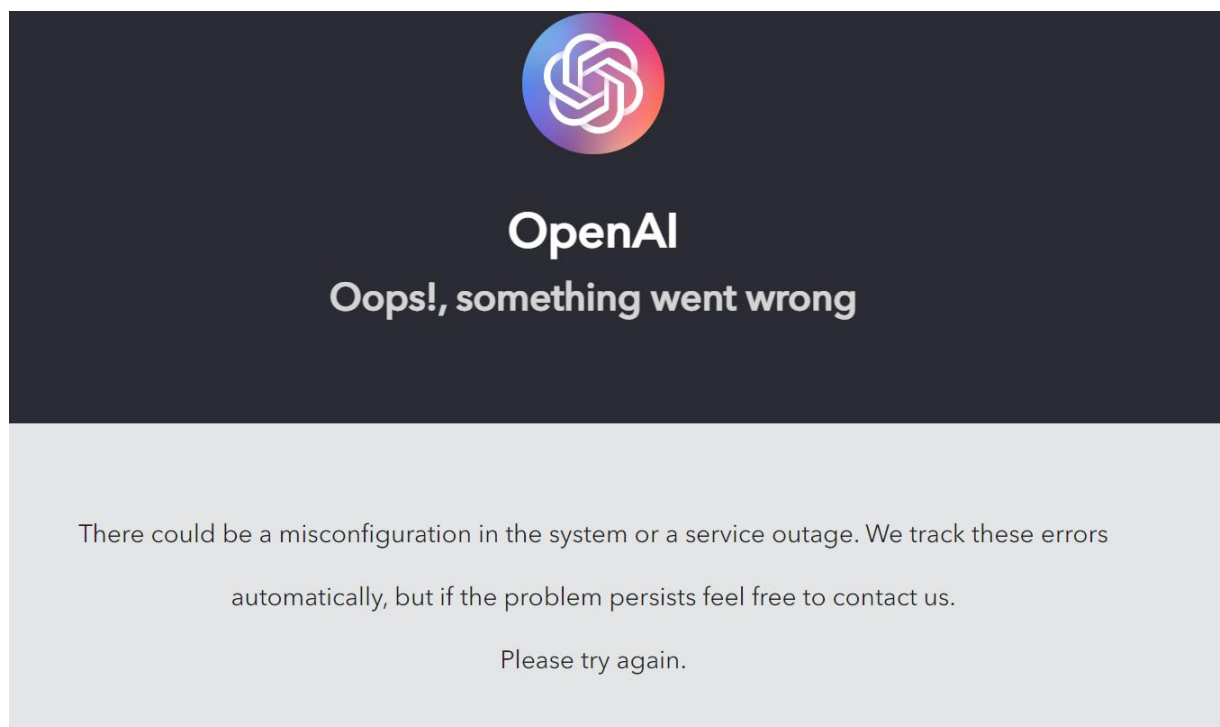 OpenAI
Oops!, something went wrong
There could be a misconfiguration in the system or a service outage. We track these errors
automatically, but if the problem persists feel free to contact us.
Please try again.